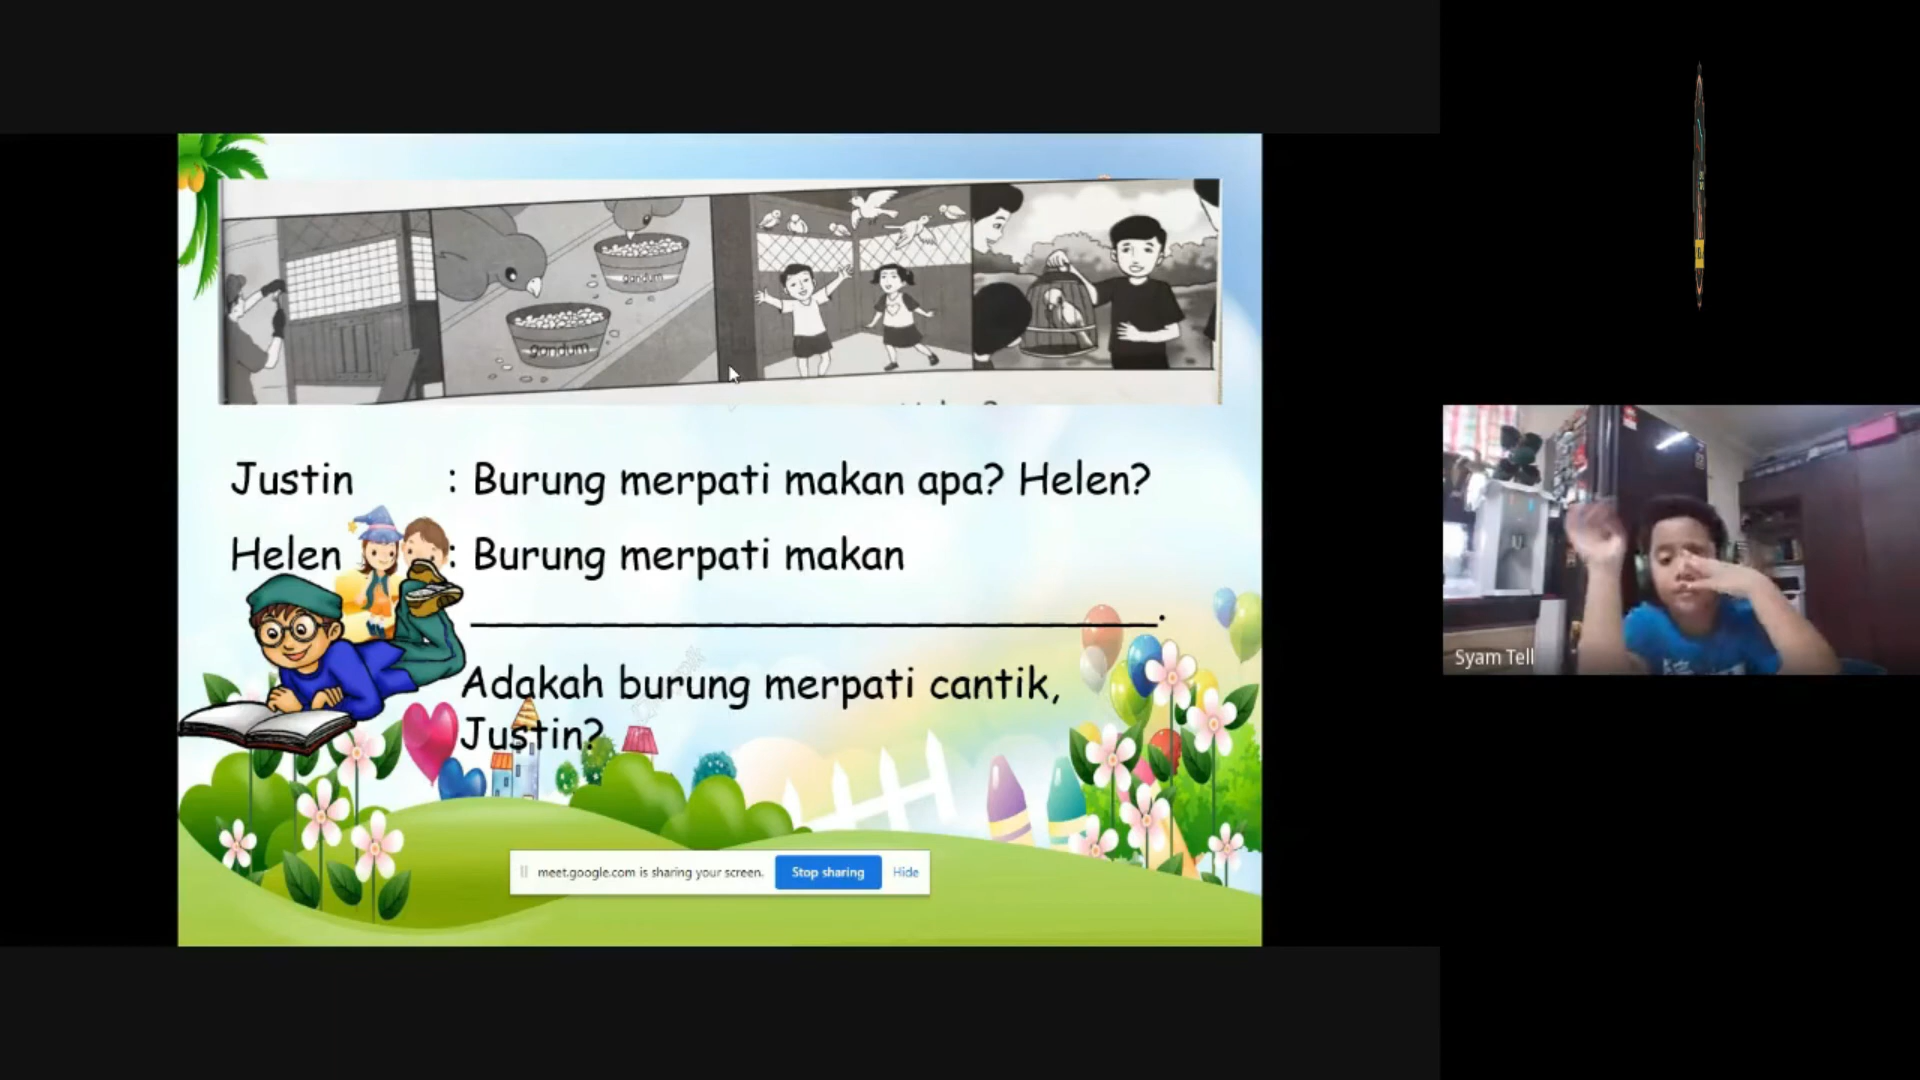 gandum
gandum
Justin : Burung merpati makan apa? Helen?
Helen : Burung merpati makan
____________________________.
Adakah burung merpati cantik,
Justin?
meet.google.com is sharing your screen. Stop sharing Hide
Syam Tell